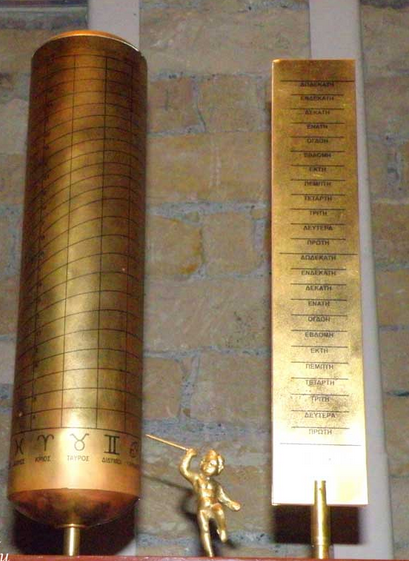 ΚΡΙΟΣ ΤΑΥΡΟΣ ΔΙΔΥΜΟΙ
ΔΩΔΕΚΑΤΗ
ΕΝΔΕΚΑΤΗ
ΔΕΚΑΤΗ
ΕΝΑΤΗ
ΟΓΔΟΗ
ΕΒΔΟΜΗ
ΕΚΤΗ
ΠΕΜΠΤΗ
ΤΕΤΑΡΤΗ
ΤΡΙΤΗ
ΔΕΥΤΕΡΑ
ΠΡΩΤΗ
ΔΩΔΕΚΑΤΗ
ΕΝΔΕΚΑΤΗ
ΔΕΚΑΤΗ
ΕΝΑΤΗ
ΟΓΔΟΗ
ΕΒΔΟΜΗ
ΕΚΤΗ
ΠΕΜΠΤΗ
ΤΕΤΑΡΤΗ
ΤΡΙΤΗ
ΔΕΥΤΕΡΑ
ΠΡΩΤΗ